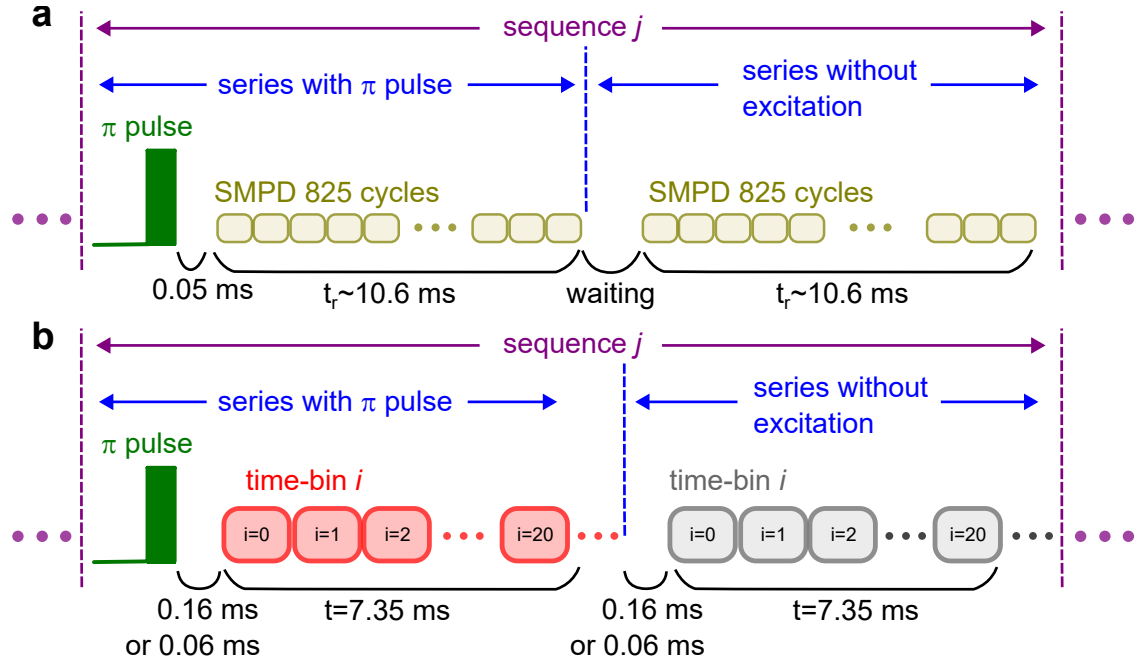 a
sequence j
series with π pulse
series without
excitation
π pulse
SMPD 825 cycles
SMPD 825 cycles
0.05 ms
tr~10.6 ms
waiting
tr~10.6 ms
b
sequence j
series with π pulse
series without
excitation
π pulse
time-bin i
time-bin i
i=0
i=1
i=2
i=20
i=0
i=1
i=2
i=20
0.16 ms
or 0.06 ms
t=7.35 ms
0.16 ms
or 0.06 ms
t=7.35 ms